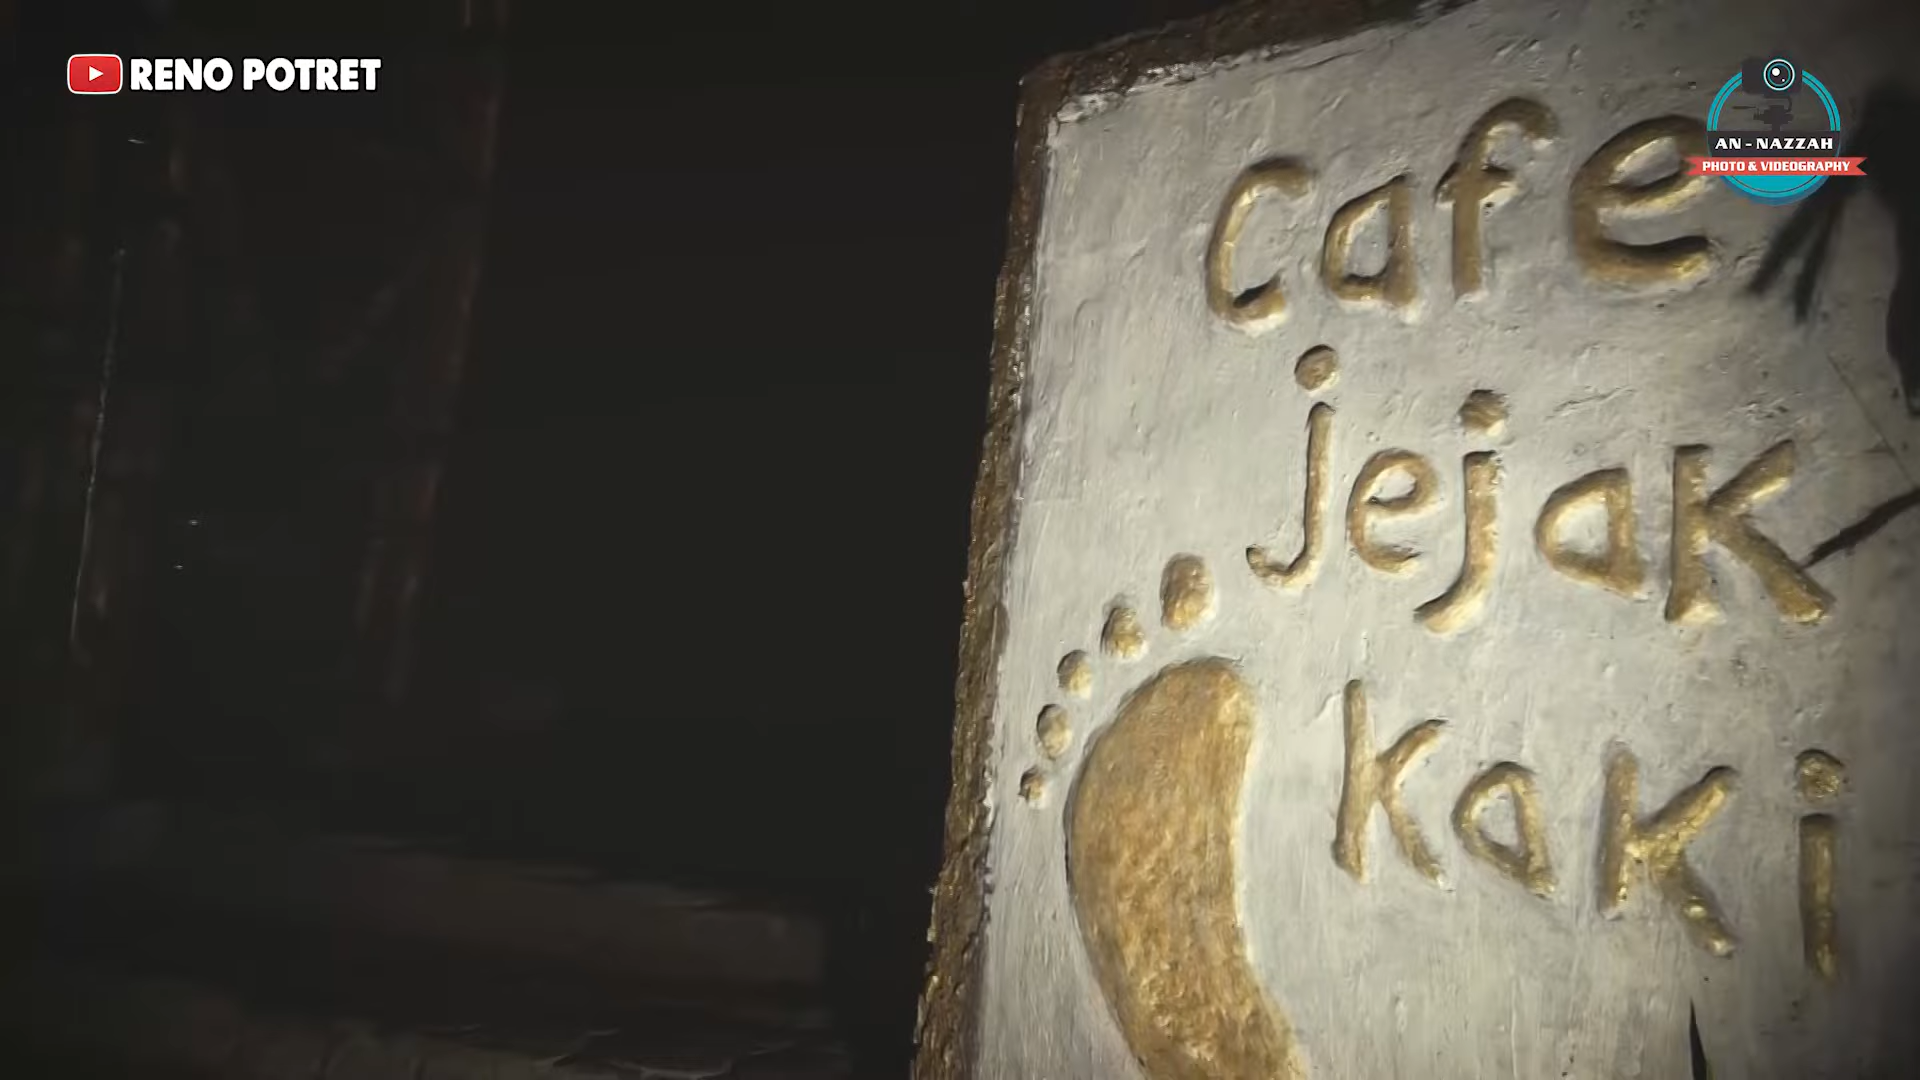 RENO POTRET
AN-NAZZAH
PHOTO & VIDEOGRAPHY
Cafe
jejak
kaki